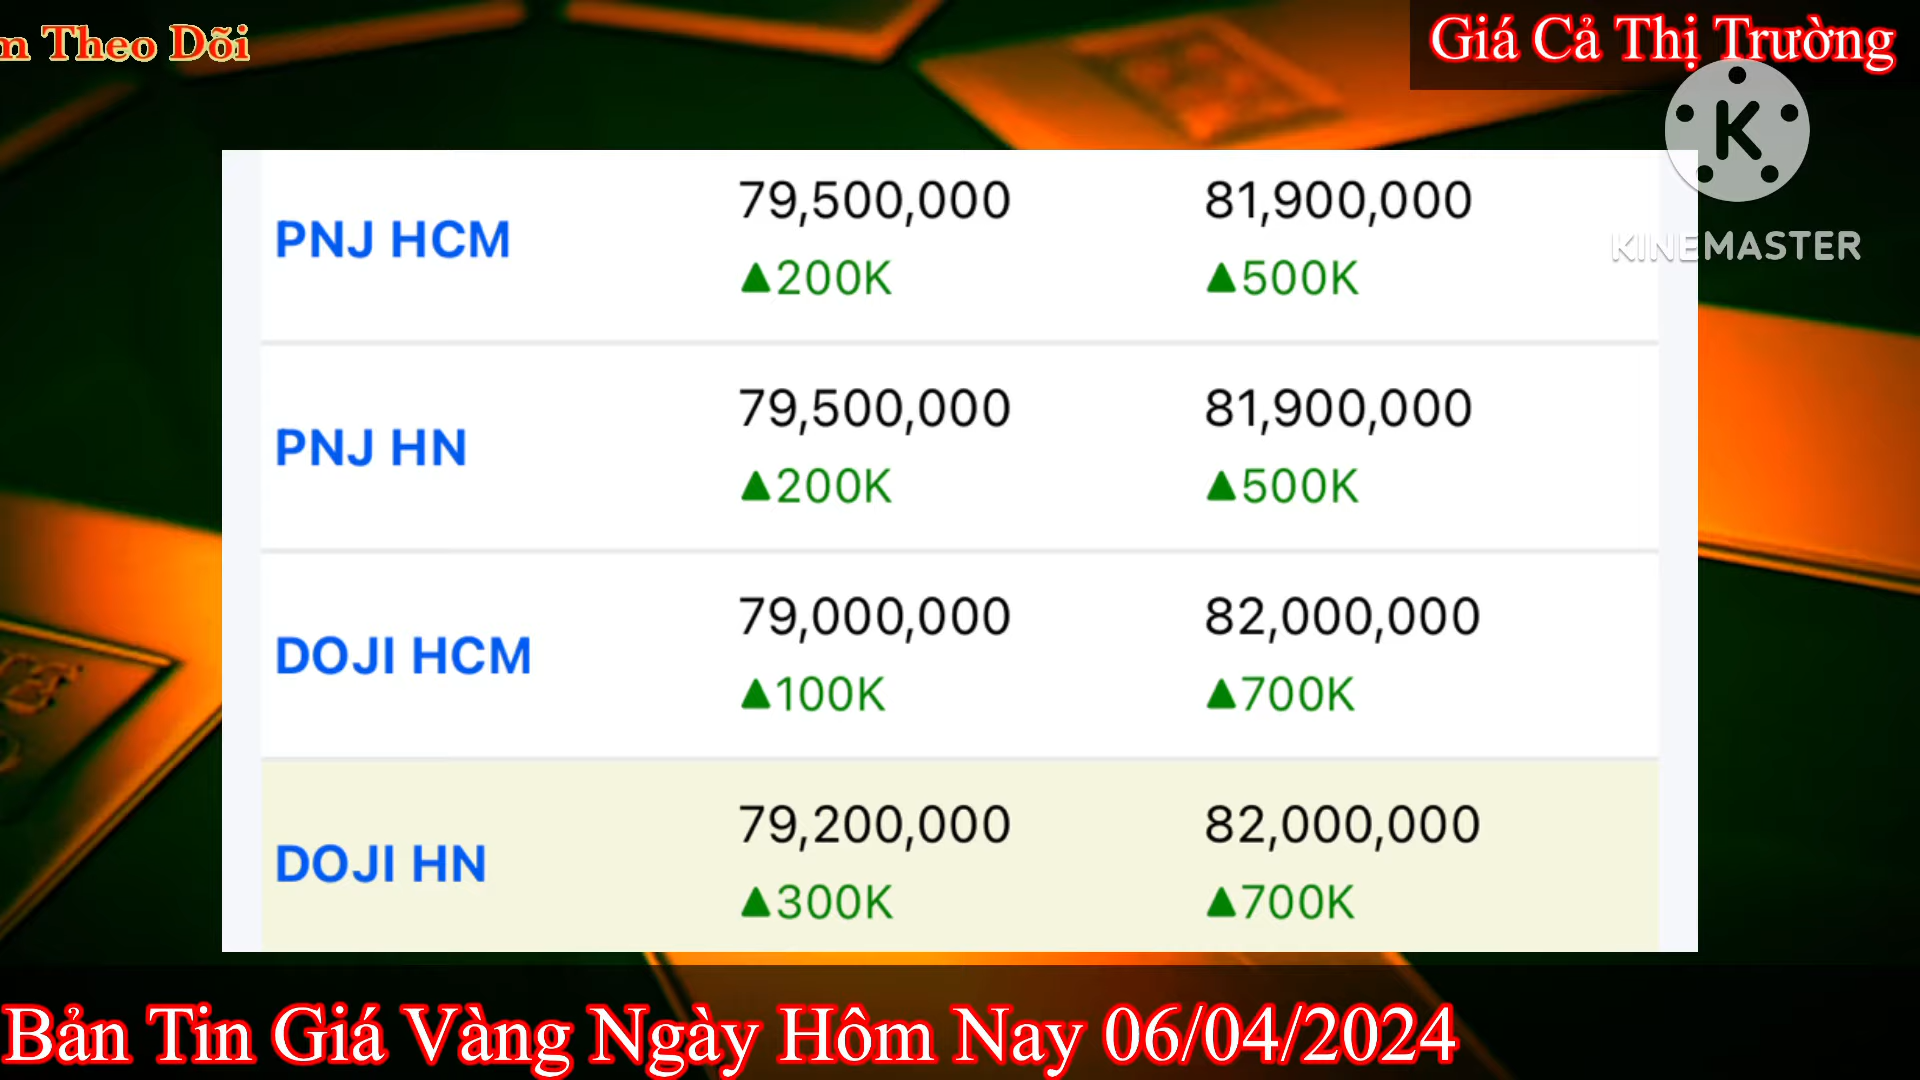 Theo Dõi
Giá Cả Thị Trường
K
KINEMASTER
PNJ HCM 79,500,000 81,900,000
▲200K ▲500K
PNJ HN 79,500,000 81,900,000
▲200K ▲500K
DOJI HCM 79,000,000 82,000,000
▲100K ▲700K
DOJI HN 79,200,000 82,000,000
▲300K ▲700K
Bản Tin Giá Vàng Ngày Hôm Nay 06/04/2024